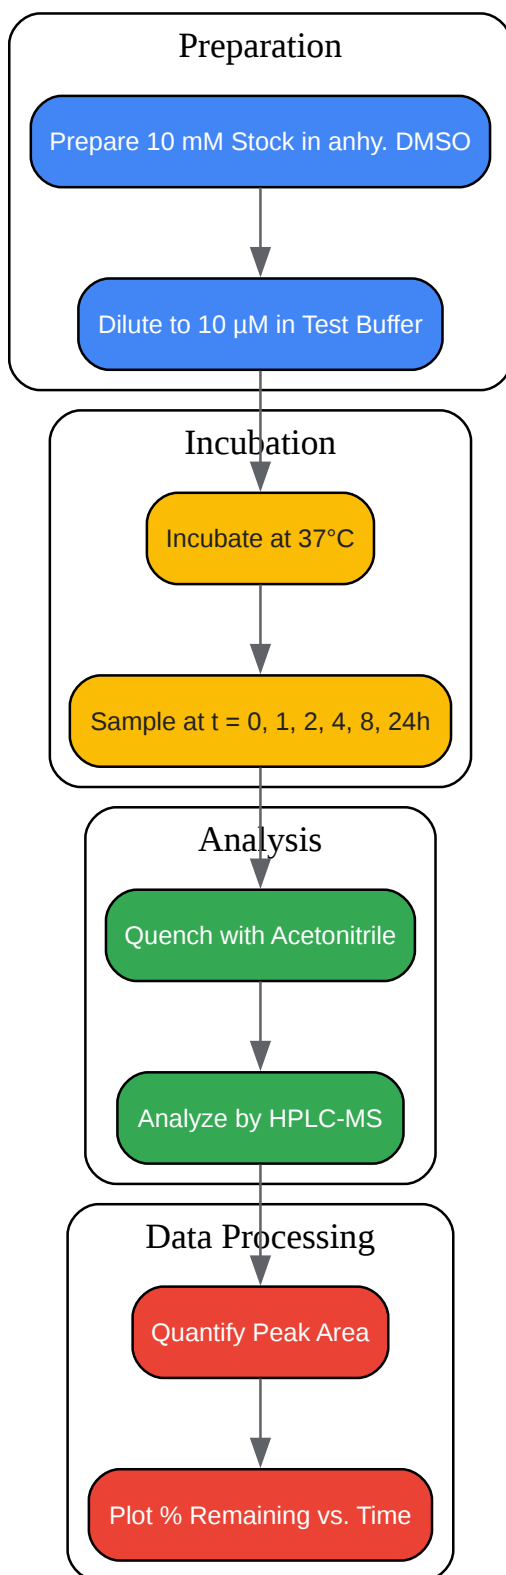 Preparation
Prepare 10 mM Stock in anhy. DMSO
Dilute to 10 µM in Test Buffer
Incubation
Incubate at 37°C
Sample at t = 0, 1, 2, 4, 8, 24h
Analysis
Quench with Acetonitrile
Analyze by HPLC-MS
Data Processing
Quantify Peak Area
Plot % Remaining vs. Time